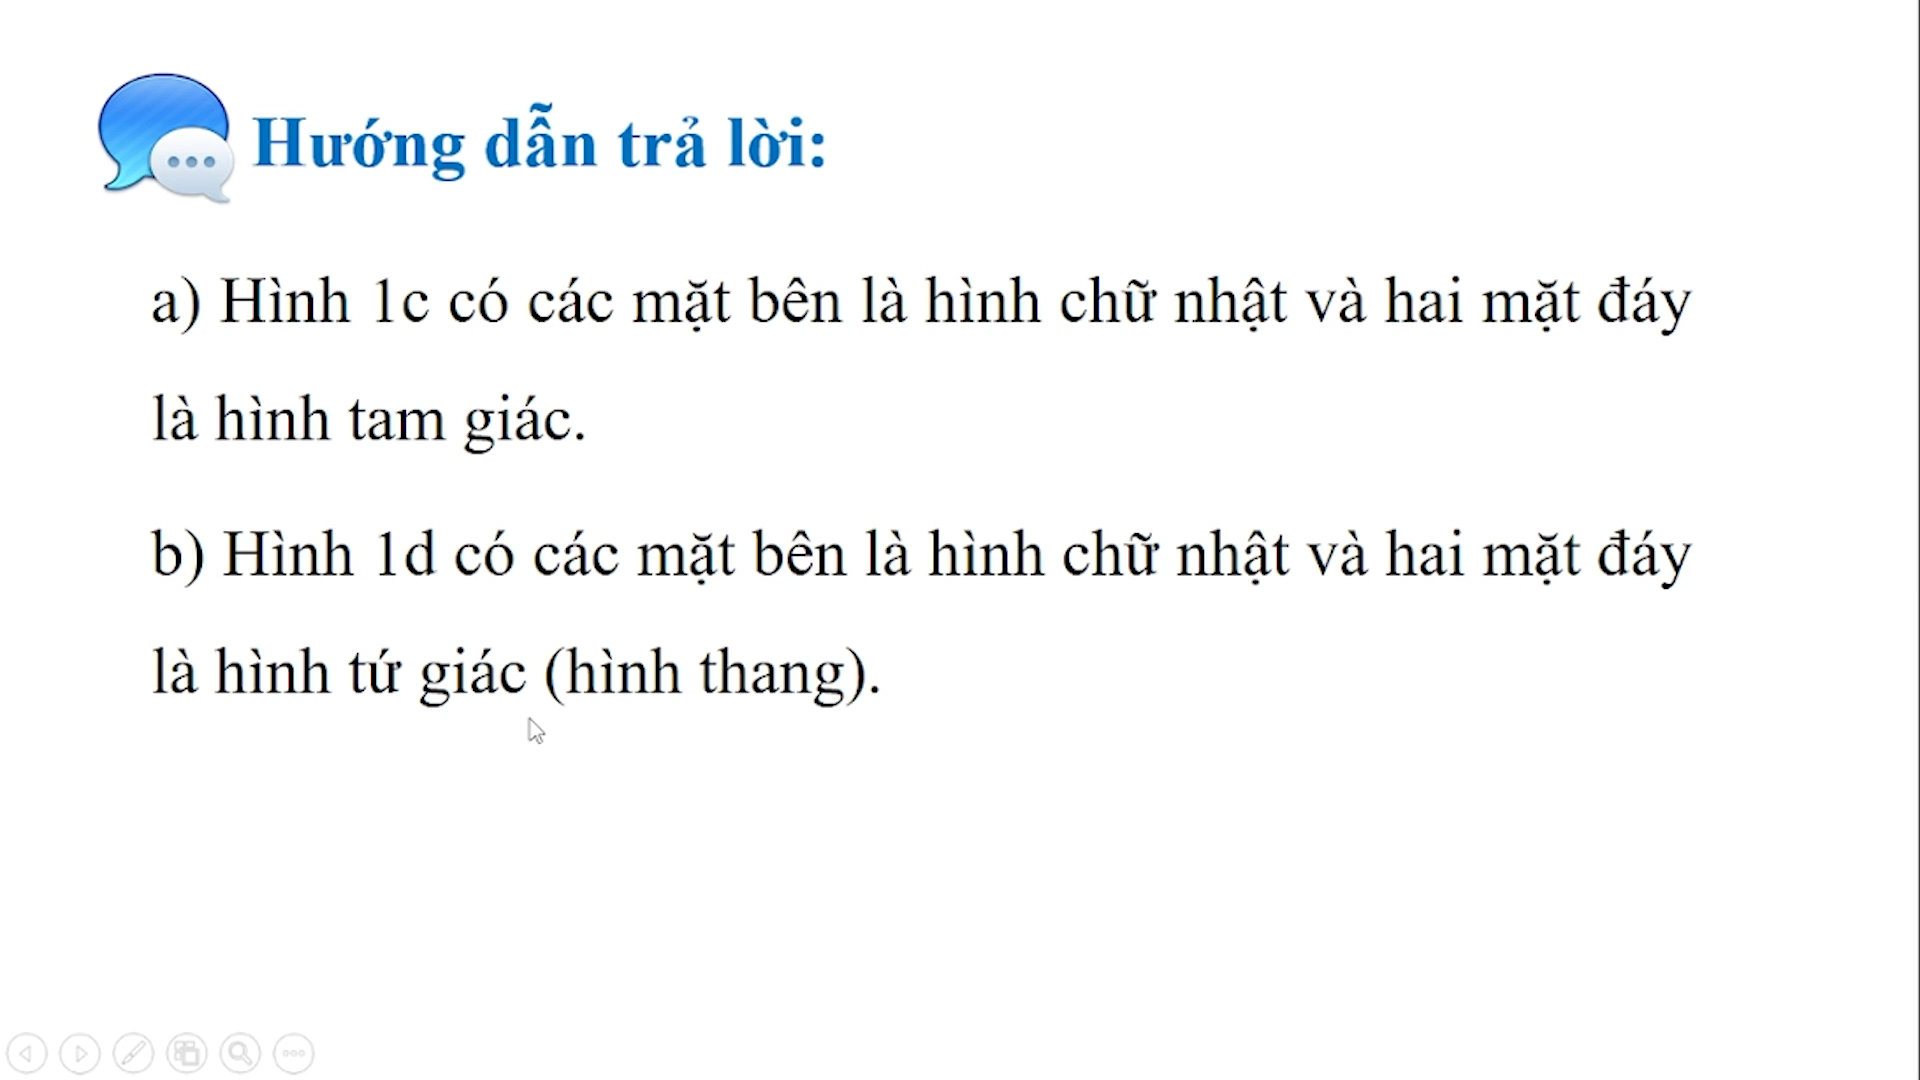 Hướng dẫn trả lời:
a) Hình 1c có các mặt bên là hình chữ nhật và hai mặt đáy
là hình tam giác.
b) Hình 1d có các mặt bên là hình chữ nhật và hai mặt đáy
là hình tứ giác (hình thang).